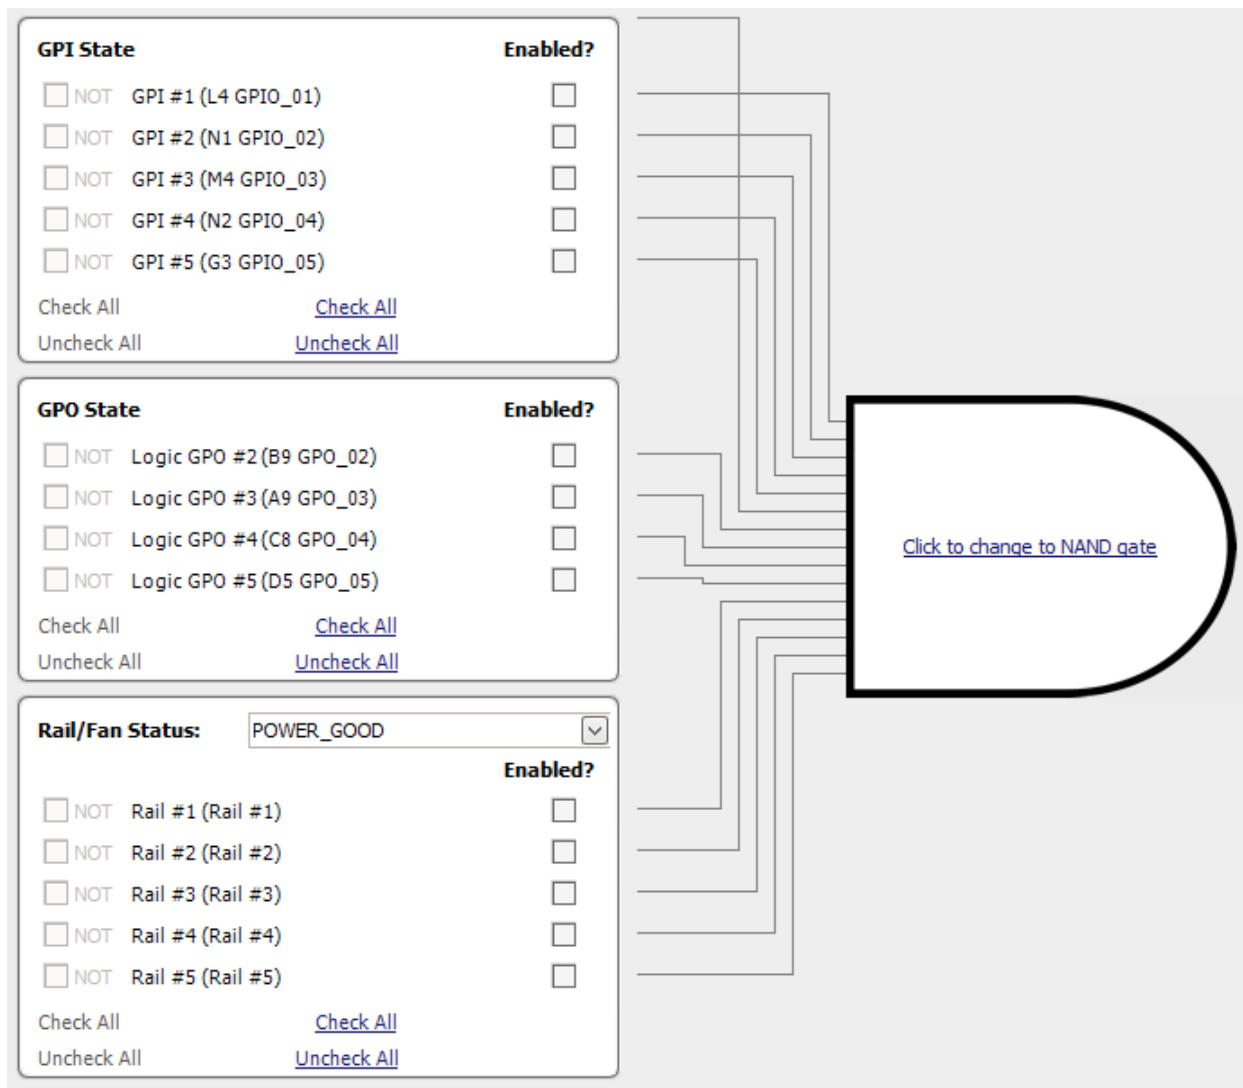 GPI State Enabled?
NOT GPI #1 (L4 GPIO_01)
NOT GPI #2 (N1 GPIO_02)
NOT GPI #3 (M4 GPIO_03)
NOT GPI #4 (N2 GPIO_04)
NOT GPI #5 (G3 GPIO_05)
Check All Check All
Uncheck All Uncheck All
GPO State Enabled?
NOT Logic GPO #2 (B9 GPO_02)
NOT Logic GPO #3 (A9 GPO_03)
NOT Logic GPO #4 (C8 GPO_04)
NOT Logic GPO #5 (D5 GPO_05)
Check All Check All
Uncheck All Uncheck All
Click to change to NAND gate
Rail/Fan Status: POWER_GOOD
Enabled?
NOT Rail #1 (Rail #1)
NOT Rail #2 (Rail #2)
NOT Rail #3 (Rail #3)
NOT Rail #4 (Rail #4)
NOT Rail #5 (Rail #5)
Check All Check All
Uncheck All Uncheck All